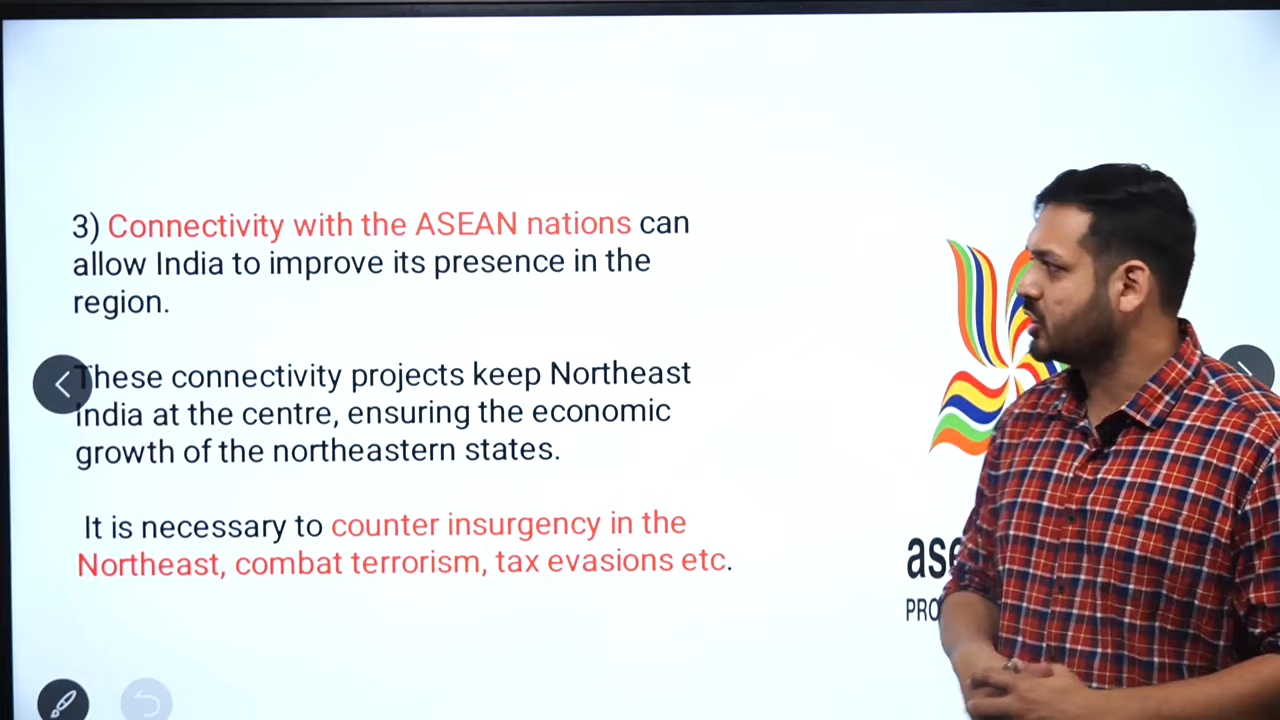 3) Connectivity with the ASEAN nations can
allow India to improve its presence in the
region.
These connectivity projects keep Northeast
India at the centre, ensuring the economic
growth of the northeastern states.
It is necessary to counter insurgency in the
Northeast, combat terrorism, tax evasions etc.